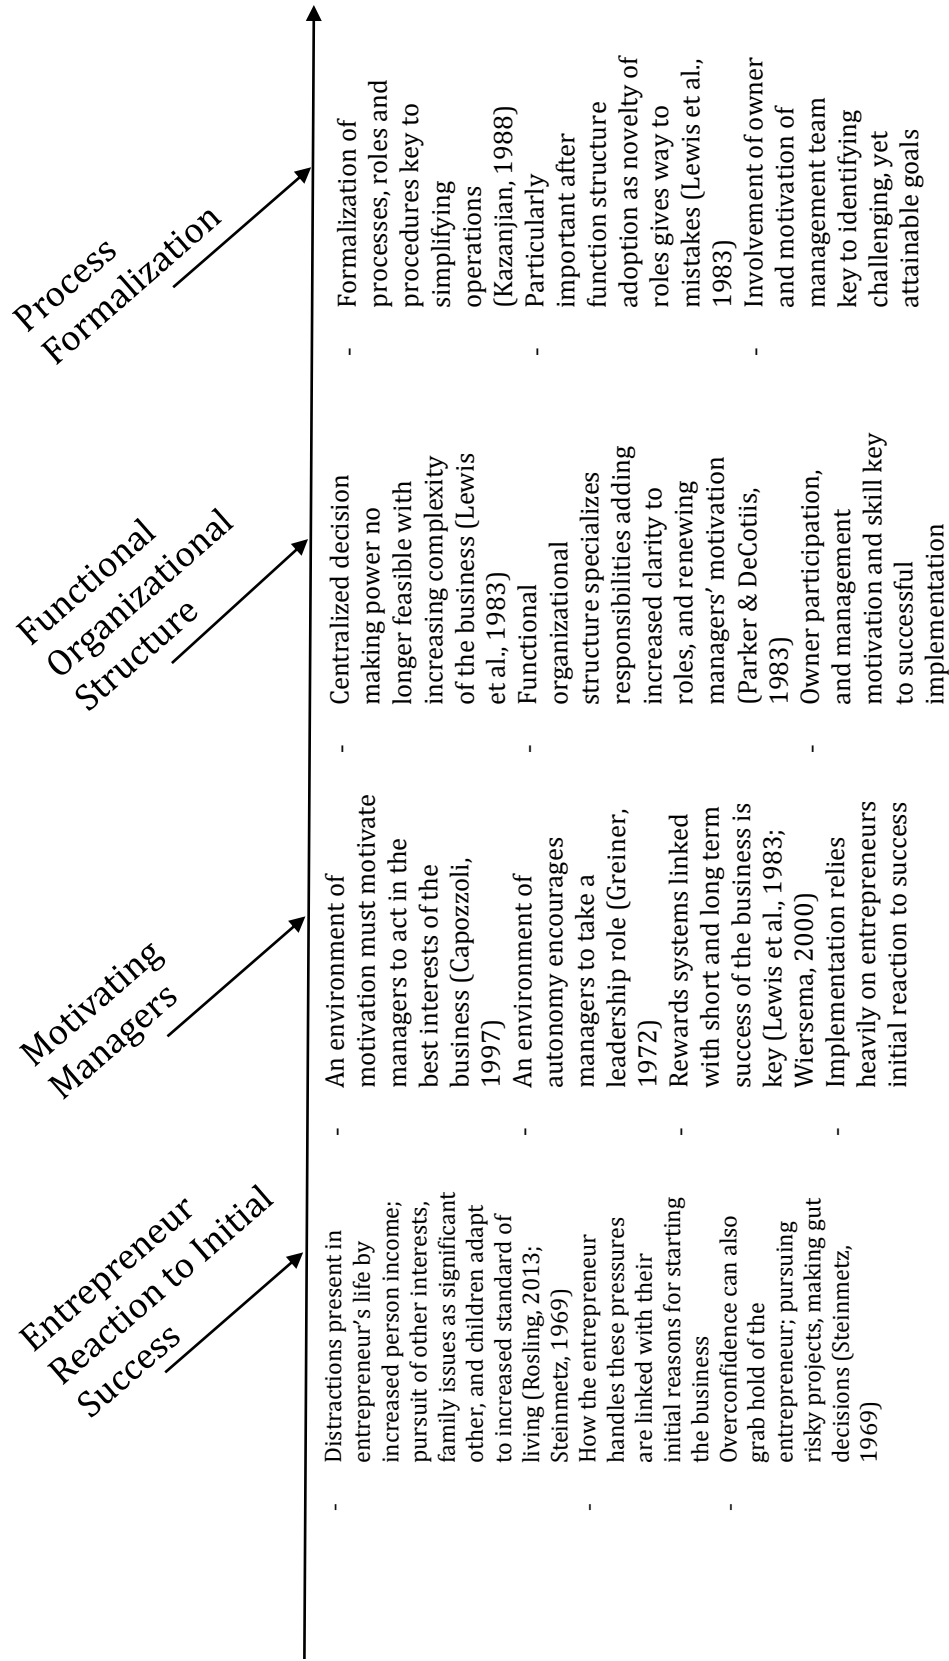 Entrepreneur
Reaction to Initial
Success
- Distractions present in
entrepreneur's life by
increased person income;
pursuit of other interests,
family issues as significant
other, and children adapt
to increased standard of
living (Rosling, 2013;
Steinmetz, 1969)
- How the entrepreneur
handles these pressures
are linked with their
initial reasons for starting
the business
- Overconfidence can also
grab hold of the
entrepreneur; pursuing
risky projects, making gut
decisions (Steinmetz,
1969)
Motivating
Managers
- An environment of
motivation must motivate
managers to act in the
best interests of the
business (Capozzoli,
1997)
- An environment of
autonomy encourages
managers to take a
leadership role (Greiner,
1972)
- Rewards systems linked
with short and long term
success of the business is
key (Lewis et al., 1983;
Wiersema, 2000)
- Implementation relies
heavily on entrepreneurs
initial reaction to success
Functional
Organizational
Structure
- Centralized decision
making power no
longer feasible with
increasing complexity
of the business (Lewis
et al., 1983)
- Functional
organizational
structure specializes
responsibilities adding
increased clarity to
roles, and renewing
managers' motivation
(Parker & DeCotiis,
1983)
- Owner participation,
and management
motivation and skill key
to successful
implementation
Process
Formalization
- Formalization of
processes, roles and
procedures key to
simplifying
operations
(Kazanjian, 1988)
- Particularly
important after
function structure
adoption as novelty of
roles gives way to
mistakes (Lewis et al.,
1983)
- Involvement of owner
and motivation of
management team
key to identifying
challenging, yet
attainable goals